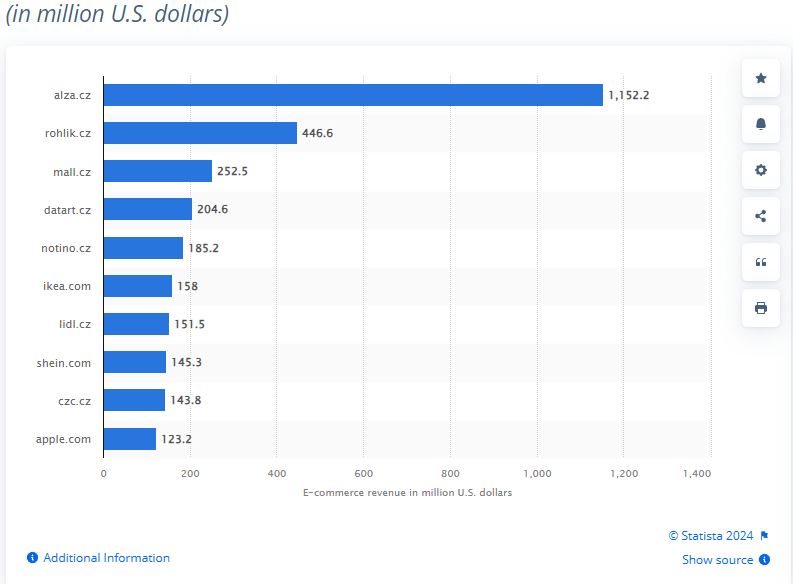 (in million U.S. dollars)
alza.cz 1,152.2
rohlik.cz 446.6
mall.cz 252.5
datart.cz 204.6
notino.cz 185.2
ikea.com 158
lidl.cz 151.5
shein.com 145.3
czc.cz 143.8
apple.com 123.2
0 200 400 600 800 1,000 1,200 1,400
E-commerce revenue in million U.S. dollars
© Statista 2024
Additional Information
Show source